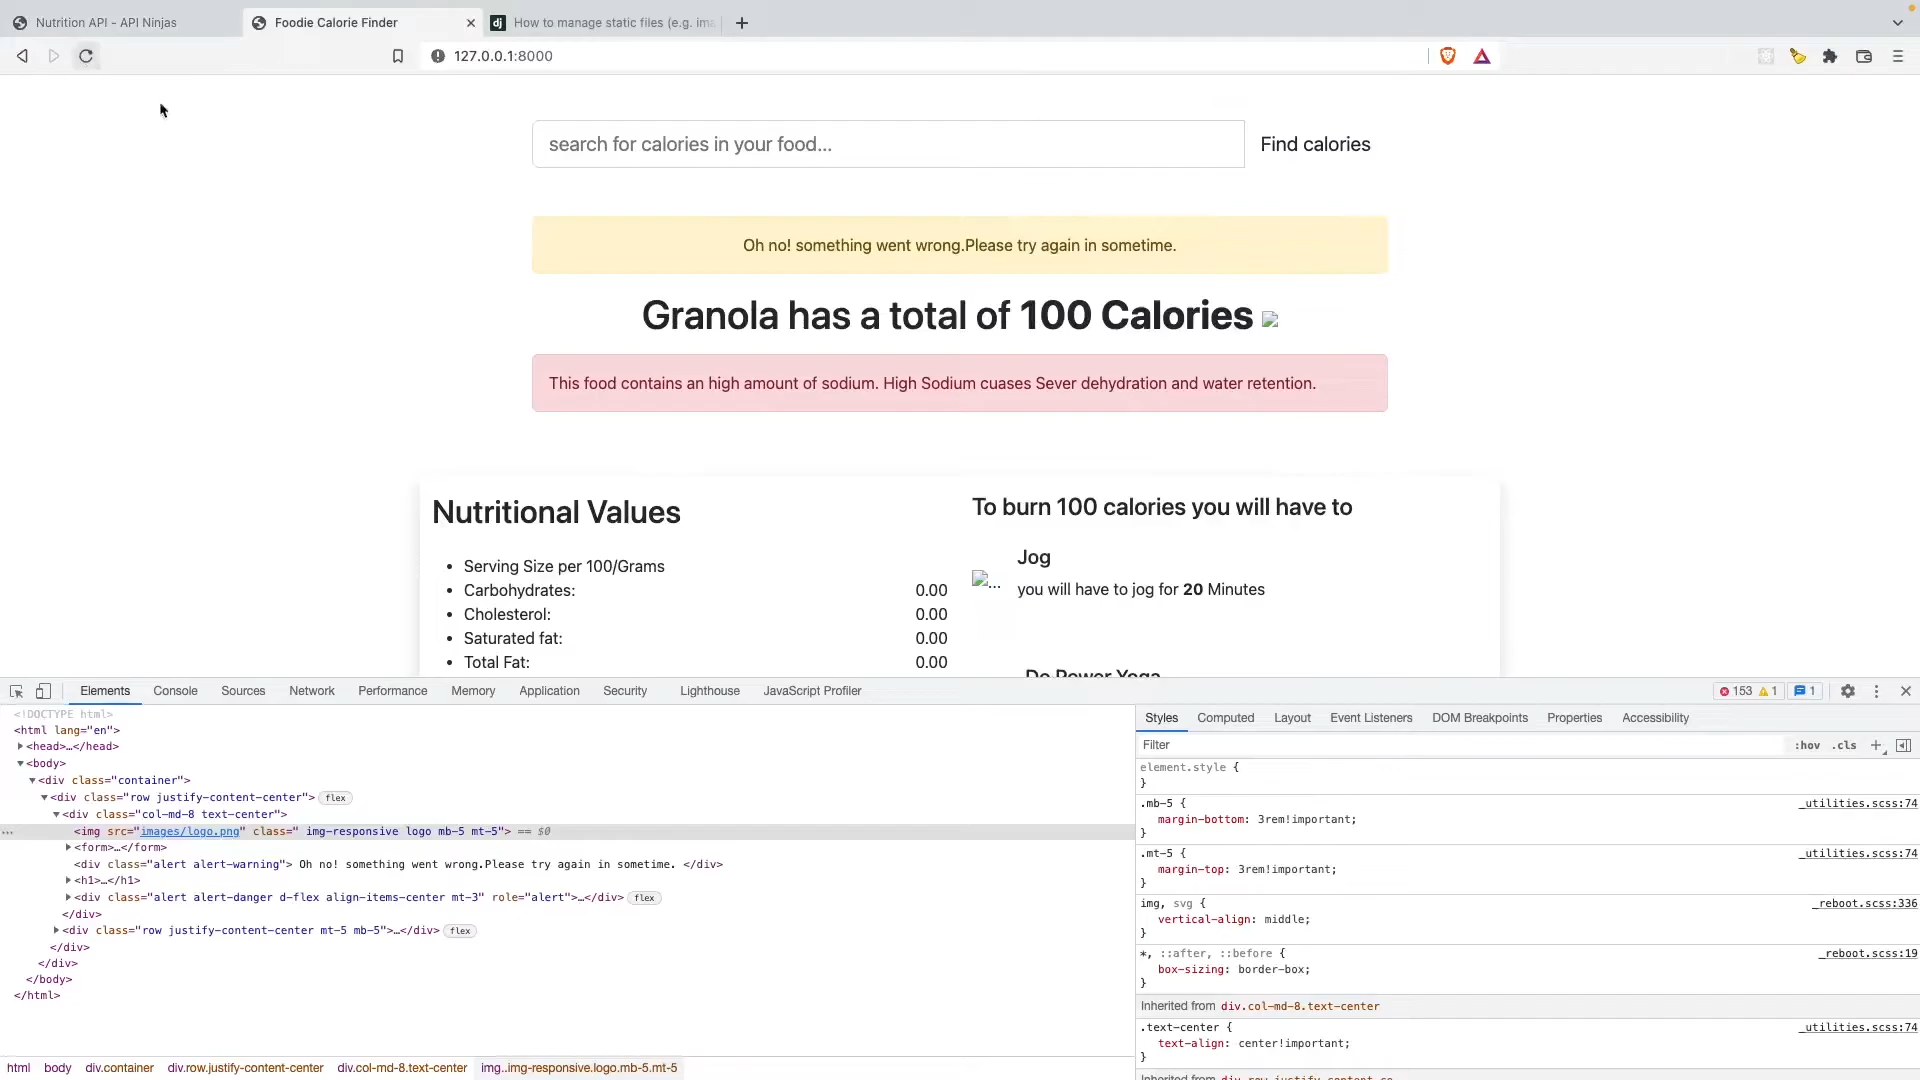 Nutrition API - API Ninjas
Foodie Calorie Finder
How to manage static files (e.g. ima
127.0.0.1:8000
search for calories in your food...
Find calories
Oh no! something went wrong.Please try again in sometime.
Granola has a total of 100 Calories
This food contains an high amount of sodium. High Sodium cuases Sever dehydration and water retention.
Nutritional Values
Serving Size per 100/Grams
Carbohydrates: 0.00
Cholesterol: 0.00
Saturated fat: 0.00
Total Fat: 0.00
To burn 100 calories you will have to
Jog
...
you will have to jog for 20 Minutes
Do Power Yoga
Elements Console Sources Network Performance Memory Application Security Lighthouse JavaScript Profiler
153 1 1
<!DOCTYPE html>
<html lang="en">
<head>…</head>
<body>
<div class="container">
<div class="row justify-content-center"> flex
<div class="col-md-8 text-center">
<img src="images/logo.png" class=" img-responsive logo mb-5 mt-5"> == $0
<form>…</form>
<div class="alert alert-warning"> Oh no! something went wrong.Please try again in sometime. </div>
<h1>…</h1>
<div class="alert alert-danger d-flex align-items-center mt-3" role="alert">…</div> flex
</div>
<div class="row justify-content-center mt-5 mb-5">…</div> flex
</div>
</div>
</body>
</html>
html body div.container div.row.justify-content-center div.col-md-8.text-center img..img-responsive.logo.mb-5.mt-5
Styles Computed Layout Event Listeners DOM Breakpoints Properties Accessibility
Filter
:hov .cls
element.style {
}
.mb-5 { _utilities.scss:74
margin-bottom: 3rem!important;
}
.mt-5 { _utilities.scss:74
margin-top: 3rem!important;
}
img, svg { _reboot.scss:336
vertical-align: middle;
}
*, ::after, ::before { _reboot.scss:19
box-sizing: border-box;
}
Inherited from div.col-md-8.text-center
.text-center { _utilities.scss:74
text-align: center!important;
}
Inherited from div.row.justify-content-ce…